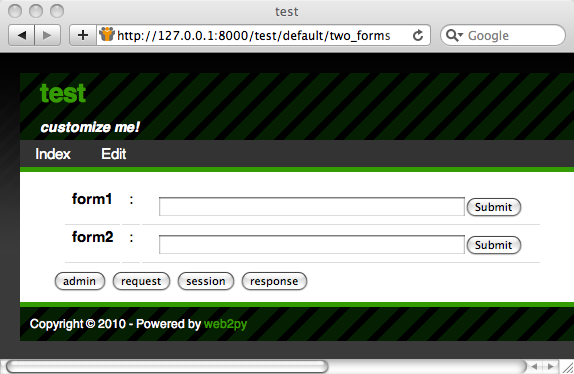 test
http://127.0.0.1:8000/test/default/two_forms
Google
test
customize me!
Index Edit
form1 : Submit
form2 : Submit
admin request session response
Copyright © 2010 - Powered by web2py